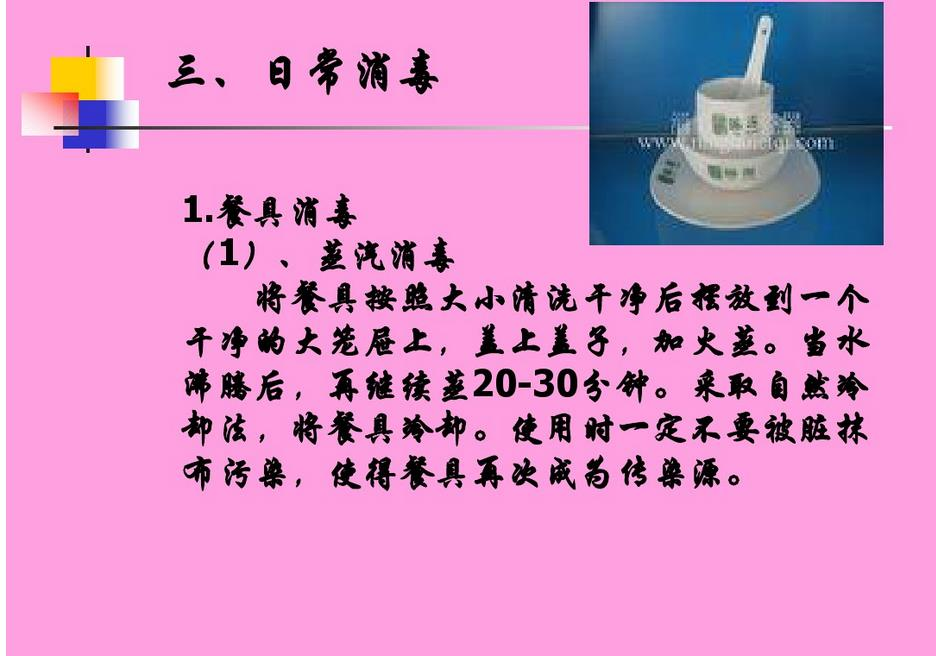 三、日常消毒
1.餐具消毒
（1）、蒸汽消毒
将餐具按照大小清洗干净后摆放到一个
干净的大笼屉上，盖上盖子，加火蒸。当水
沸腾后，再继续蒸20-30分钟。采取自然冷
却法，将餐具冷却。使用时一定不要被脏抹
布污染，使得餐具再次成为传染源。